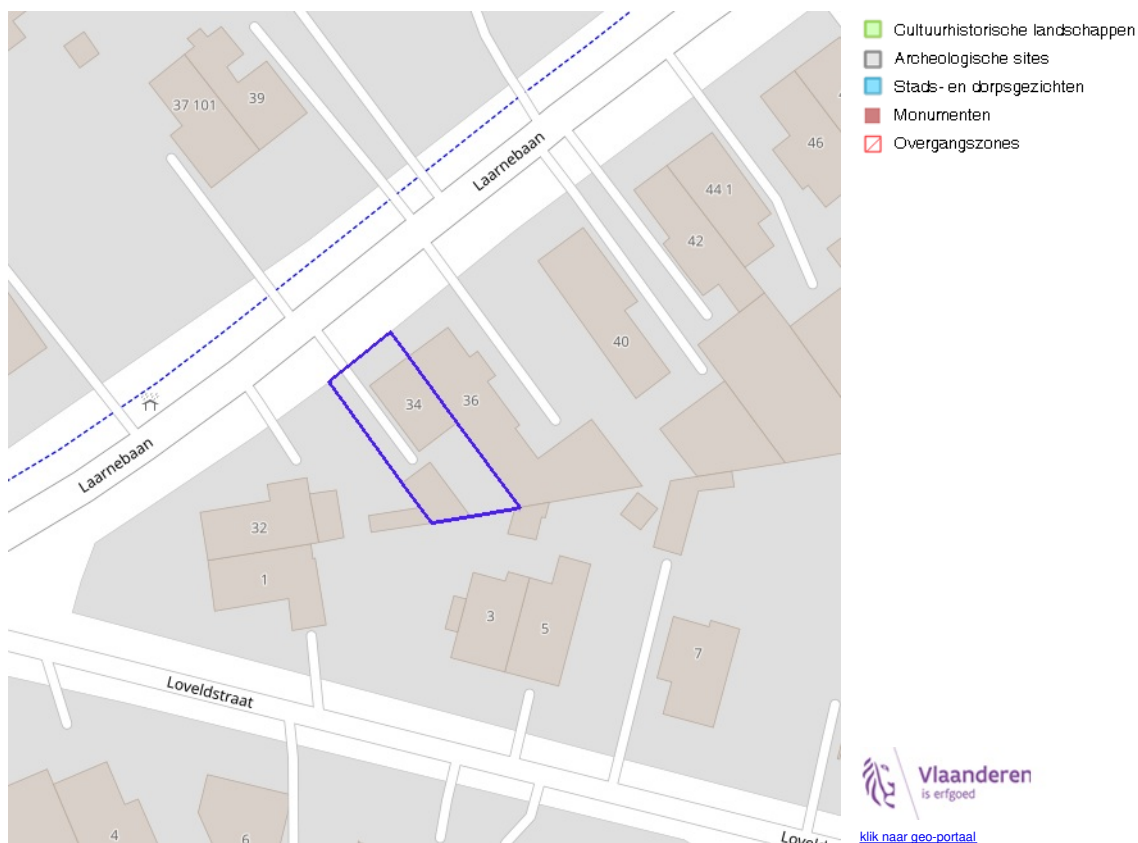 Cultuurhistorische landschappen
Archeologische sites
Stads- en dorpsgezichten
Monumenten
Overgangszones
37 101
39
Laarnebaan
46
44 1
42
40
34
36
Laarnebaan
32
1
3
5
7
Loveldstraat
4
6
Vlaanderen
is erfgoed
klik naar geo-portaal